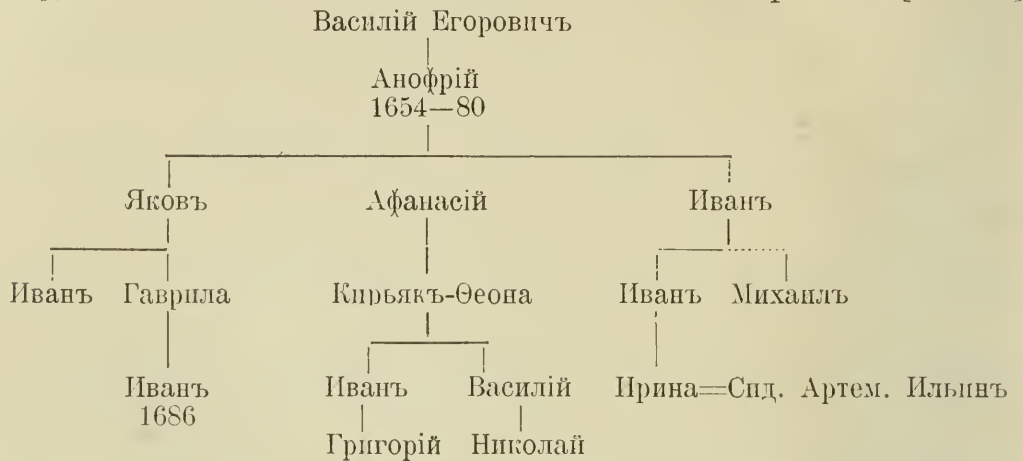 Василій Егоровичъ
Анофрій
1654—80
Яковъ Афанасій Иванъ
Иванъ Гаврила Кирьякъ-Ѳеона Иванъ Михаилъ
Иванъ Иванъ Василій Ирина=Сид. Артем. Ильинъ
1686
Григорій Николай